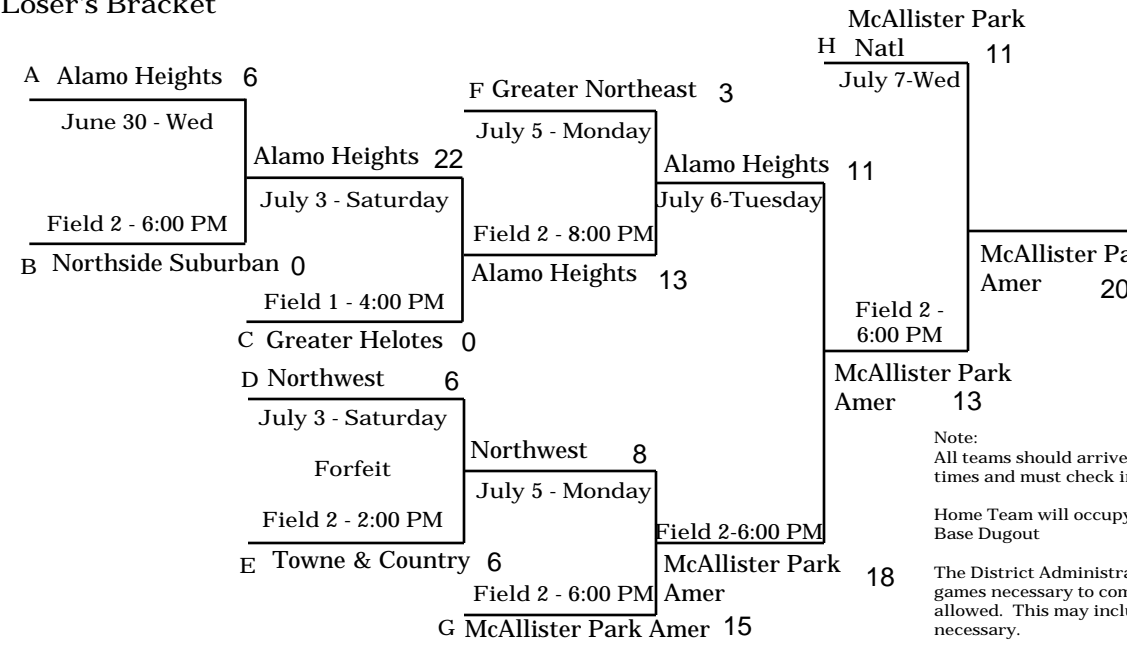 Loser's Bracket
McAllister Park
H Natl 11
July 7-Wed
A Alamo Heights 6
June 30 - Wed
Field 2 - 6:00 PM
B Northside Suburban 0
Alamo Heights 22
July 3 - Saturday
Field 1 - 4:00 PM
C Greater Helotes 0
F Greater Northeast 3
July 5 - Monday
Field 2 - 8:00 PM
Alamo Heights 13
Alamo Heights 11
July 6-Tuesday
Field 2-6:00 PM
McAllister Park
Amer 18
D Northwest 6
July 3 - Saturday
Forfeit
Field 2 - 2:00 PM
E Towne & Country 6
Northwest 8
July 5 - Monday
Field 2 - 6:00 PM
G McAllister Park Amer 15
Field 2 -
6:00 PM
McAllister Park
Amer 13
McAllister
Amer 20
Note:
All teams should arrive
times and must check
Home Team will occupy
Base Dugout
The District
games necessary to
allowed. This may
necessary.